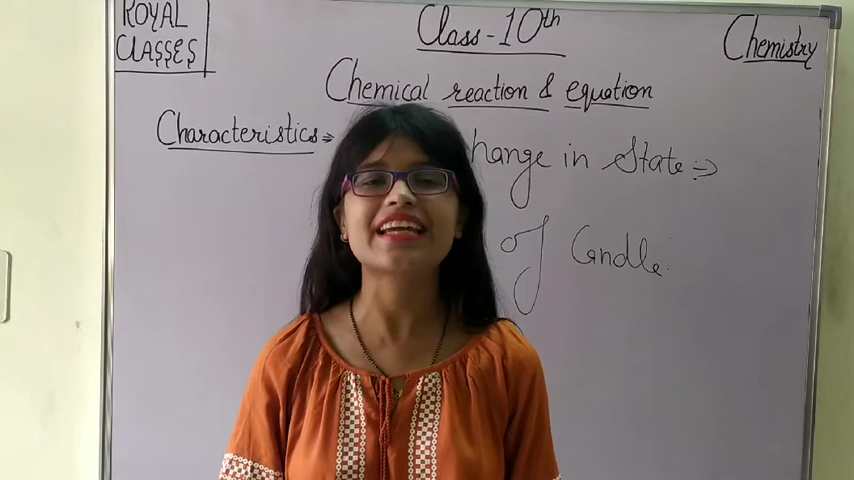 ROYAL
CLASSES
Class-10th
Chemistry
Chemical reaction & equation
Characteristics⇒
hange in State :⇒
of Candle.